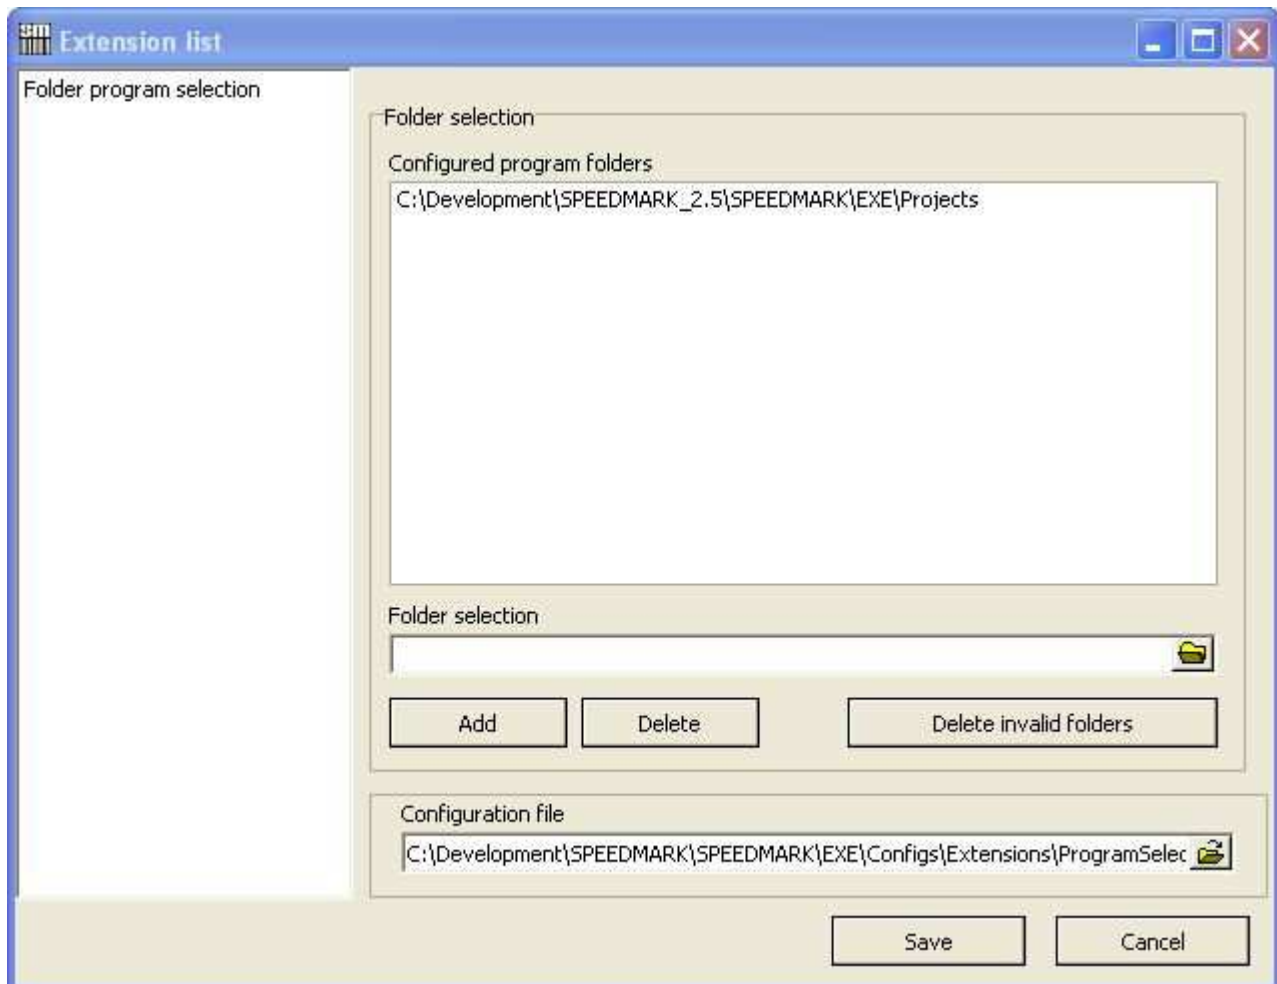 sm
Extension list
Folder program selection
Folder selection
Configured program folders
C:\Development\SPEEDMARK_2.5\SPEEDMARK\EXE\Projects
Folder selection
Add
Delete
Delete invalid folders
Configuration file
C:\Development\SPEEDMARK\SPEEDMARK\EXE\Configs\Extensions\ProgramSelec
Save
Cancel